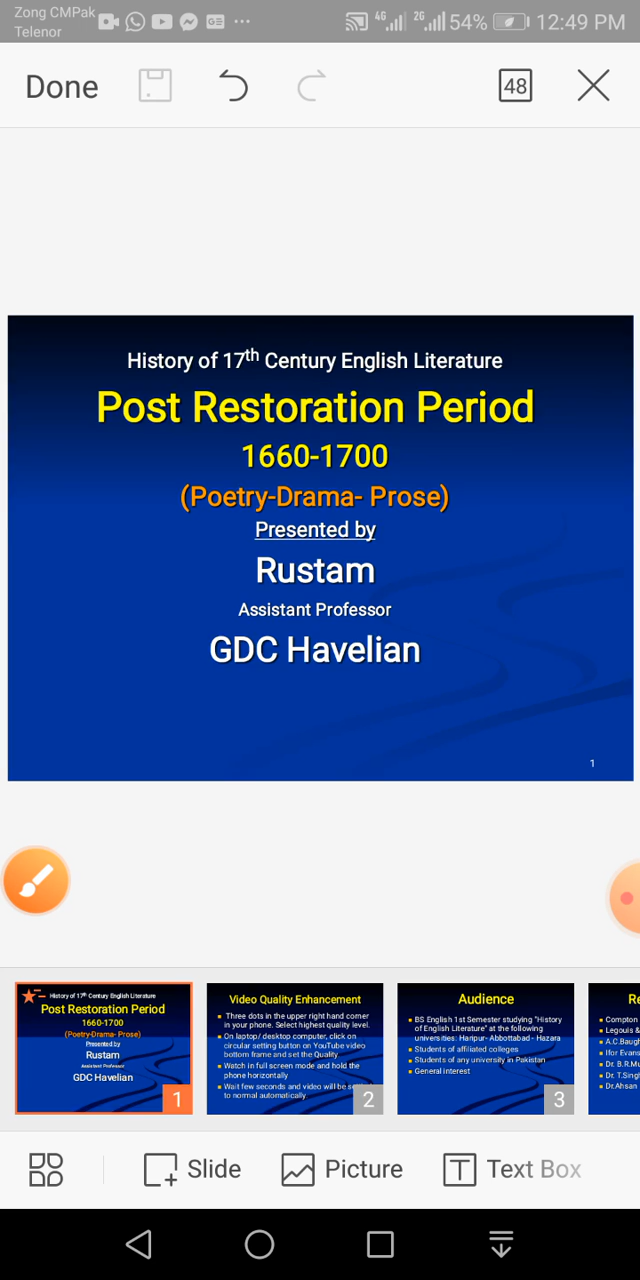 Zong CMPak
Telenor
4G
2G
54%
12:49 PM
Done
48
History of 17th Century English Literature
Post Restoration Period
1660-1700
(Poetry-Drama- Prose)
Presented by
Rustam
Assistant Professor
GDC Havelian
1
History of 17th Century English Literature
Post Restoration Period
1660-1700
(Poetry-Drama- Prose)
Presented by
Rustam
Assistant Professor
GDC Havelian
1
Video Quality Enhancement
Three dots in the upper right hand corner
in your phone. Select highest quality level.
On laptop/ desktop computer, click on
circular setting button on YouTube video
bottom frame and set the Quality
Watch in full screen mode and hold the
phone horizontally
Wait few seconds and video will be
to normal automatically
2
Audience
BS English 1st Semester studying "History
of English Literature" at the following
universities: Haripur- Abbottabad - Hazara
Students of affiliated colleges
Students of any university in Pakistan
General interest
3
Compton
Legouis &
A.C.Baugh
Ifor Evans
Dr. B.R.Mu
Dr. T.Singh
Dr.Ahsan
Slide
Picture
Text Box